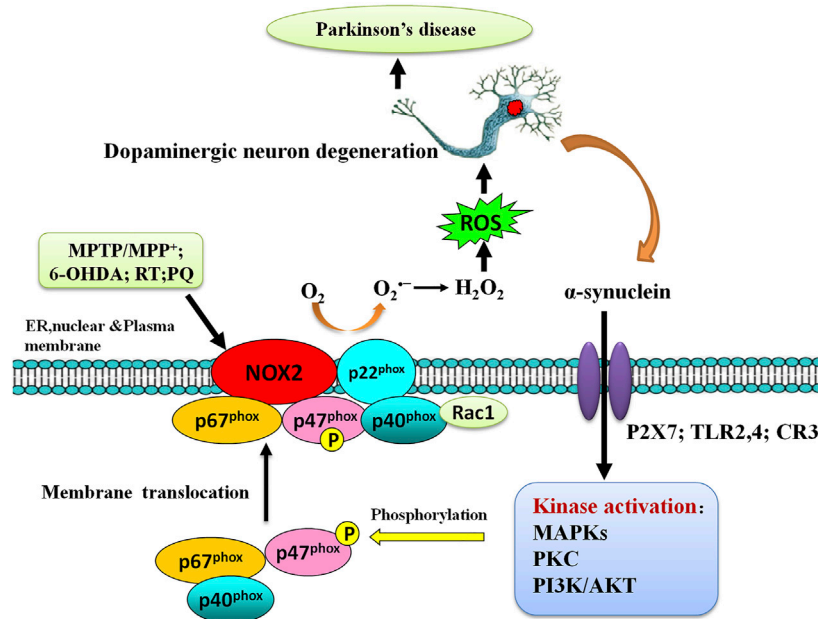 Parkinson's disease
Dopaminergic neuron degeneration
ROS
MPTP/MPP⁺;
6-OHDA; RT;PQ
O₂
O₂•−
H₂O₂
α-synuclein
ER,nuclear &Plasma
membrane
NOX2
p22phox
p67phox
p47phox
p40phox
Rac1
P
P2X7; TLR2,4; CR3
Membrane translocation
Phosphorylation
Kinase activation:
MAPKs
PKC
PI3K/AKT
P
p67phox
p47phox
p40phox